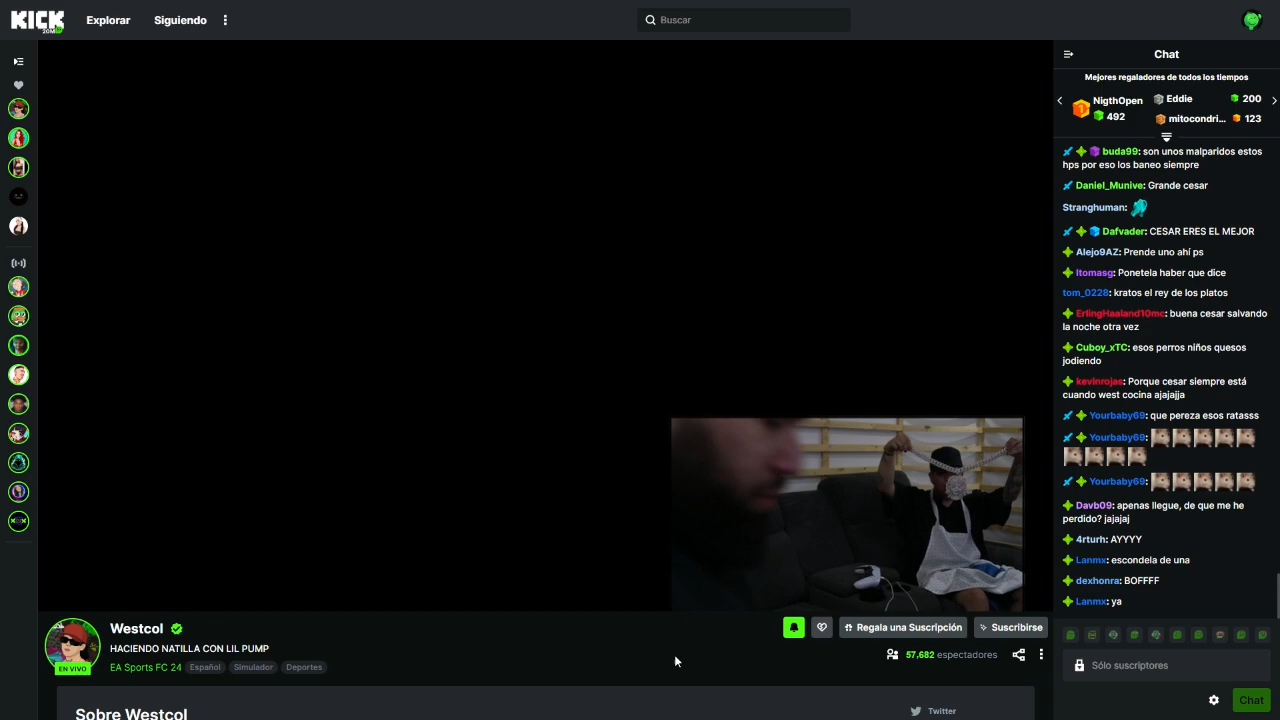 KICK
20M
Explorar
Siguiendo
Buscar
Chat
Mejores regaladores de todos los tiempos
NigthOpen
492
Eddie
200
mitocondri...
123
buda99: son unos malparidos estos
hps por eso los baneo siempre
Daniel_Munive: Grande cesar
Stranghuman:
Dafvader: CESAR ERES EL MEJOR
Alejo9AZ: Prende uno ahí ps
Itomasg: Ponetela haber que dice
tom_0228: kratos el rey de los platos
ErlingHaaland10mc: buena cesar salvando
la noche otra vez
Cuboy_xTC: esos perros niños quesos
jodiendo
kevinrojas: Porque cesar siempre está
cuando west cocina ajajajja
Yourbaby69: que pereza esos ratasss
Yourbaby69:
Yourbaby69:
Davb09: apenas llegue, de que me he
perdido? jajajaj
4rturh: AYYYY
Lanmx: escondela de una
dexhonra: BOFFFF
Lanmx: ya
Sólo suscriptores
Chat
EN VIVO
Westcol
HACIENDO NATILLA CON LIL PUMP
EA Sports FC 24
Español
Simulador
Deportes
Regala una Suscripción
Suscribirse
57,682 espectadores
Sobre Westcol
Twitter